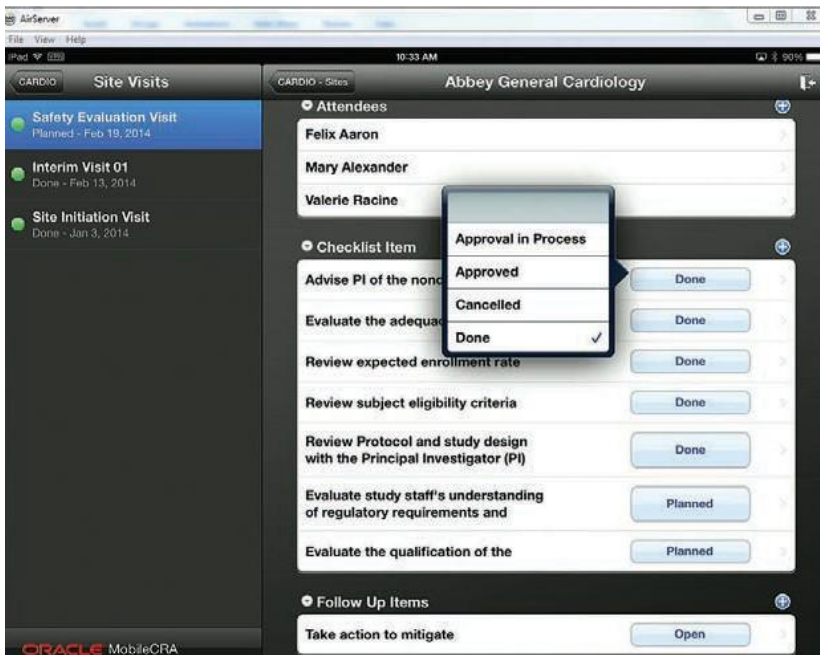 AirServer
File View Help
iPad
10:33 AM
90%
CARDIO
Site Visits
CARDIO - Sites
Abbey General Cardiology
Safety Evaluation Visit
Planned - Feb 19, 2014
Interim Visit 01
Done - Feb 13, 2014
Site Initiation Visit
Done - Jan 3, 2014
Attendees
Felix Aaron
Mary Alexander
Valerie Racine
Approval in Process
Approved
Cancelled
Done
Checklist Item
Advise PI of the
Done
Evaluate the
Done
Review expected enrollment rate
Done
Review subject eligibility criteria
Done
Review Protocol and study design
with the Principal Investigator (PI)
Done
Evaluate study staff's understanding
of regulatory requirements and
Planned
Evaluate the qualification of the
Planned
Follow Up Items
Take action to mitigate
Open
ORACLE MobileCRA